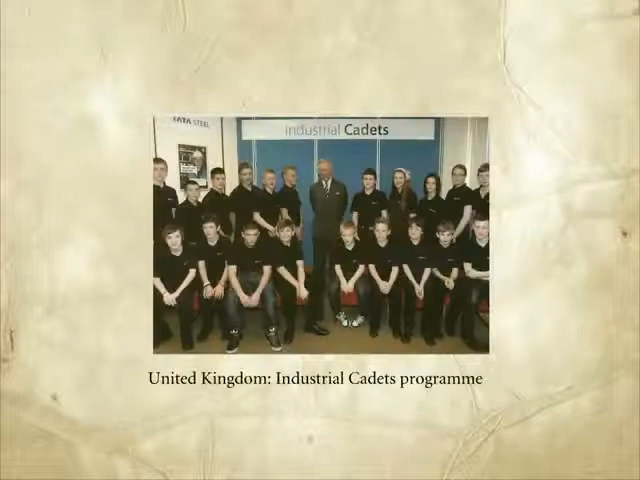 TATA STEEL
industrial Cadets
United Kingdom: Industrial Cadets programme